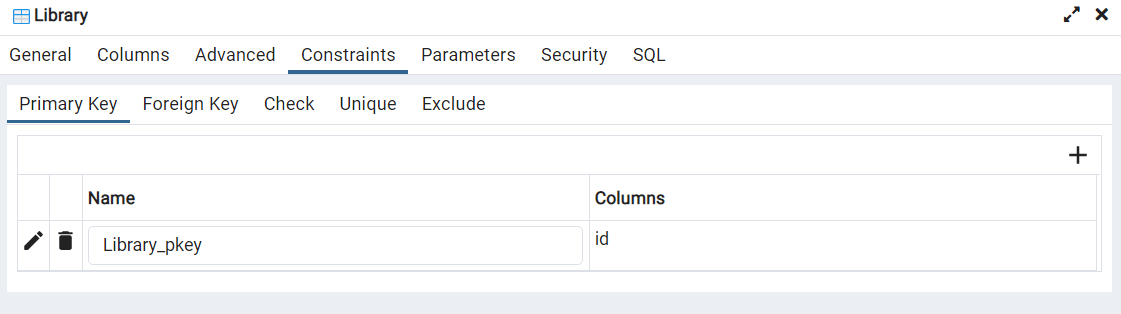 Library
General Columns Advanced Constraints Parameters Security SQL
Primary Key Foreign Key Check Unique Exclude
Name Columns
Library_pkey id